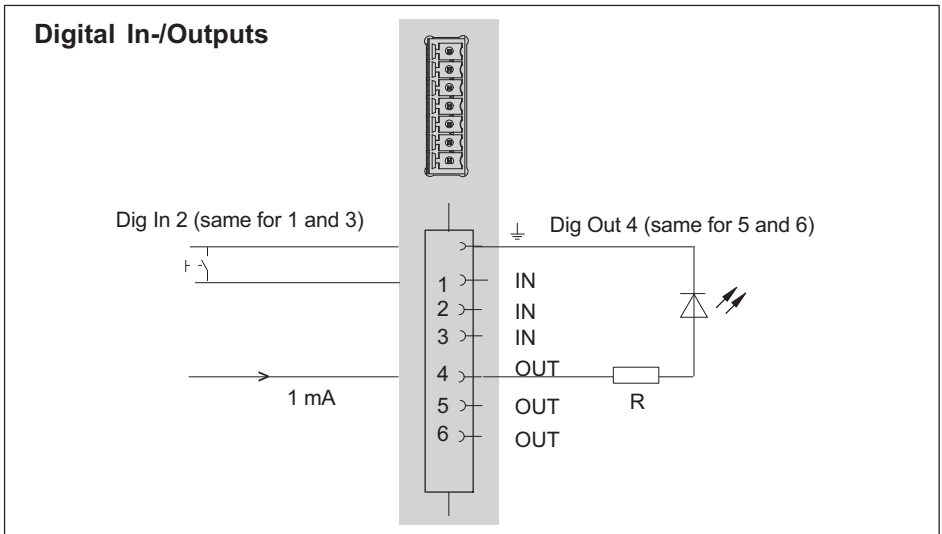 Digital In-/Outputs
Dig In 2 (same for 1 and 3)
Dig Out 4 (same for 5 and 6)
1 IN
2 IN
3 IN
4 OUT
1 mA
R
5 OUT
6 OUT